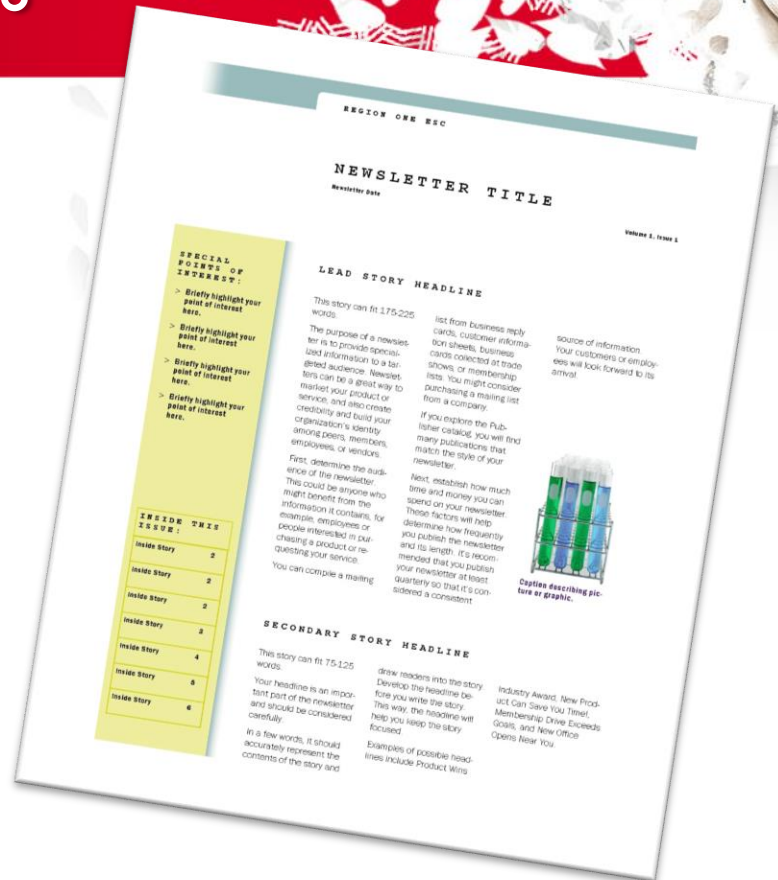 REGION ONE ESC
NEWSLETTER TITLE
Newsletter Date
Volume 1, Issue 1
SPECIAL
POINTS OF
INTEREST:
> Briefly highlight your
point of interest
here.
> Briefly highlight your
point of interest
here.
> Briefly highlight your
point of interest
here.
> Briefly highlight your
point of interest
here.
INSIDE THIS
ISSUE:
Inside Story 2
Inside Story 2
Inside Story 2
Inside Story 3
Inside Story 4
Inside Story 5
Inside Story 6
LEAD STORY HEADLINE
This story can fit 175-225
words.
The purpose of a newslet-
ter is to provide special-
ized information to a tar-
geted audience. Newslet-
ters can be a great way to
market your product or
service, and also create
credibility and build your
organization's identity
among peers, members,
employees, or vendors.
First, determine the audi-
ence of the newsletter.
This could be anyone who
might benefit from the
information it contains, for
example, employees or
people interested in pur-
chasing a product or re-
questing your service.
You can compile a mailing
list from business reply
cards, customer informa-
tion sheets, business
cards collected at trade
shows, or membership
lists. You might consider
purchasing a mailing list
from a company.
If you explore the Pub-
lisher catalog, you will find
many publications that
match the style of your
newsletter.
Next, establish how much
time and money you can
spend on your newsletter.
These factors will help
determine how frequently
you publish the newsletter
and its length. It's recom-
mended that you publish
your newsletter at least
quarterly so that it's con-
sidered a consistent
source of information.
Your customers or employ-
ees will look forward to its
arrival.
Caption describing pic-
ture or graphic.
SECONDARY STORY HEADLINE
This story can fit 75-125
words.
Your headline is an impor-
tant part of the newsletter
and should be considered
carefully.
In a few words, it should
accurately represent the
contents of the story and
draw readers into the story.
Develop the headline be-
fore you write the story.
This way, the headline will
help you keep the story
focused.
Examples of possible head-
lines include Product Wins
Industry Award, New Prod-
uct Can Save You Time!,
Membership Drive Exceeds
Goals, and New Office
Opens Near You.